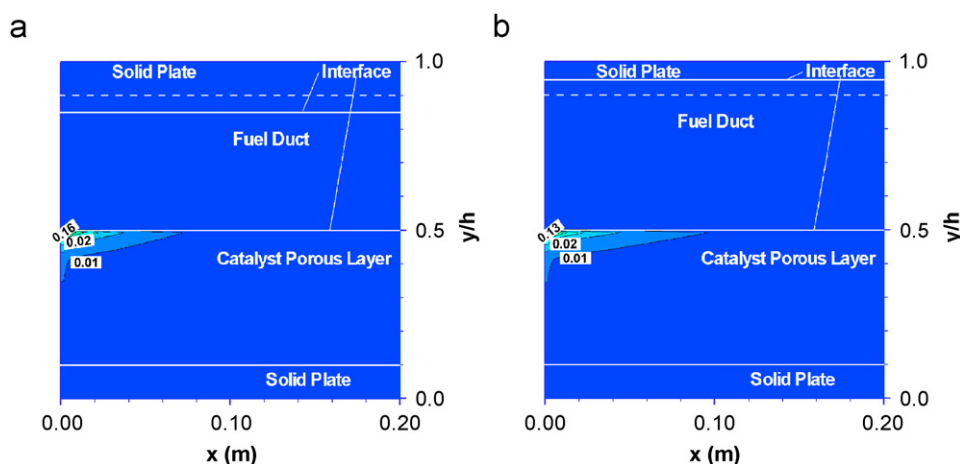 a
Solid Plate
Interface
Fuel Duct
0.16
0.02
0.01
Catalyst Porous Layer
Solid Plate
1.0
y/h
0.5
0.0
0.00
0.10
0.20
x (m)
b
Solid Plate
Interface
Fuel Duct
0.13
0.02
0.01
Catalyst Porous Layer
Solid Plate
1.0
y/h
0.5
0.0
0.00
0.10
0.20
x (m)